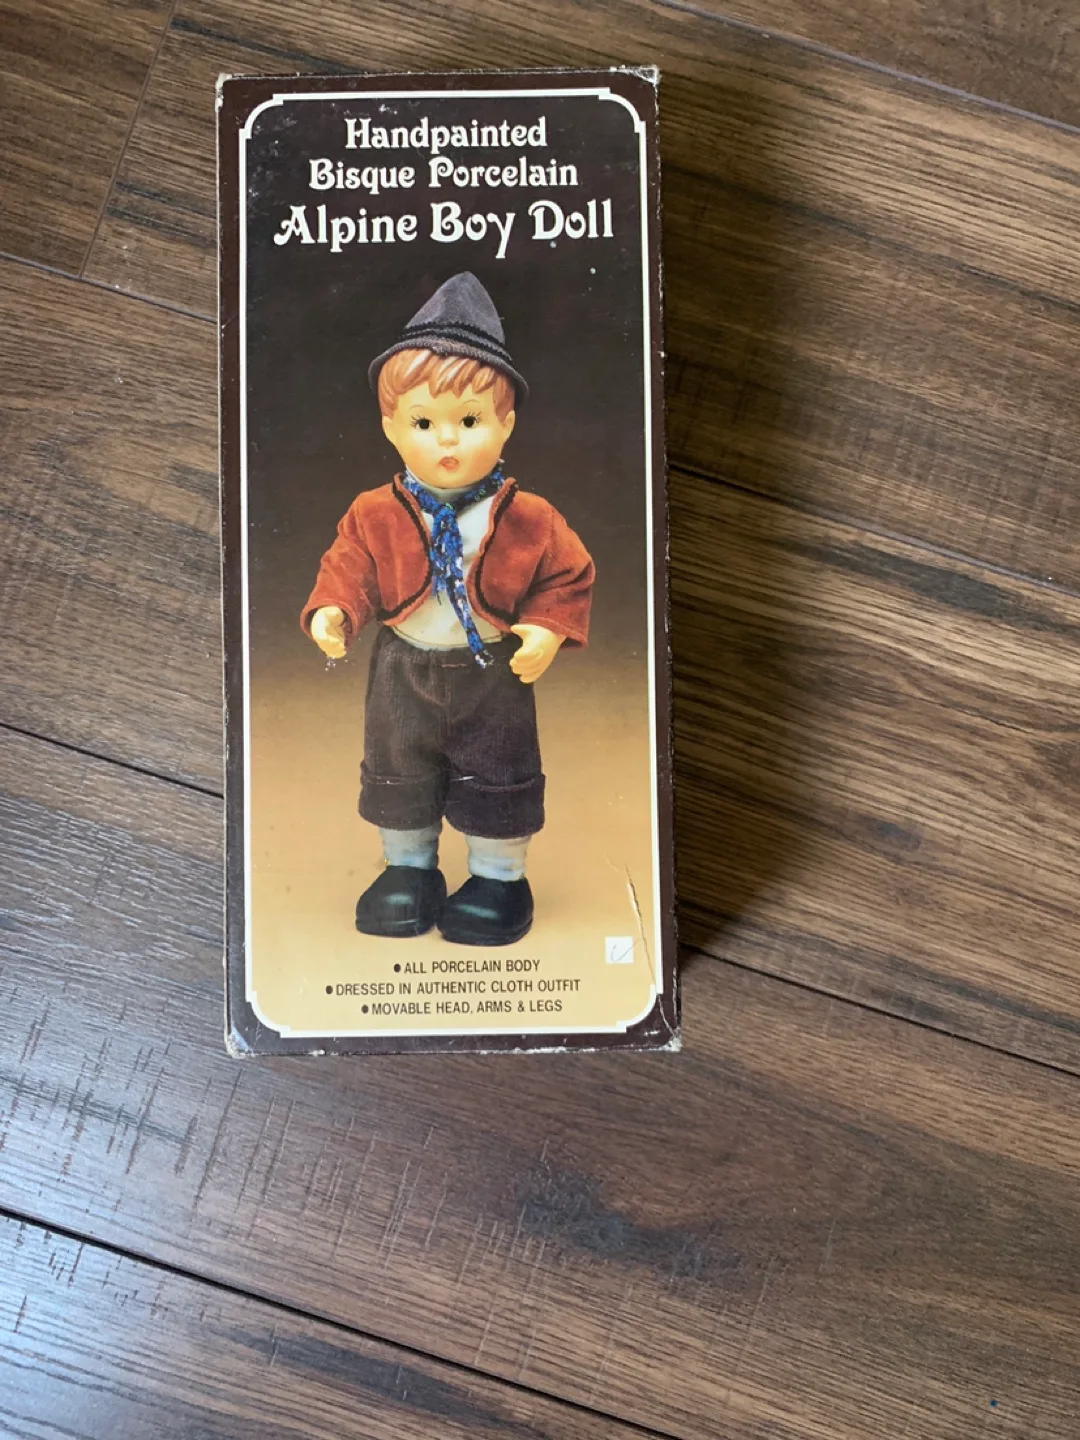 Handpainted
Bisque Porcelain
Alpine Boy Doll
● ALL PORCELAIN BODY
● DRESSED IN AUTHENTIC CLOTH OUTFIT
● MOVABLE HEAD, ARMS & LEGS